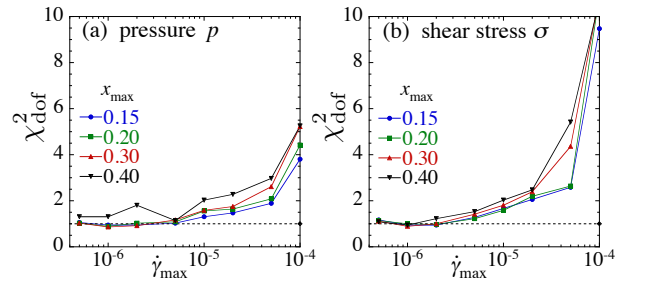 (a) pressure p
10
8
6
4
2
0
χ²dof
xmax
0.15
0.20
0.30
0.40
10⁻⁶ 10⁻⁵ 10⁻⁴
γ̇max
(b) shear stress σ
10
8
6
4
2
0
χ²dof
xmax
0.15
0.20
0.30
0.40
10⁻⁶ 10⁻⁵ 10⁻⁴
γ̇max